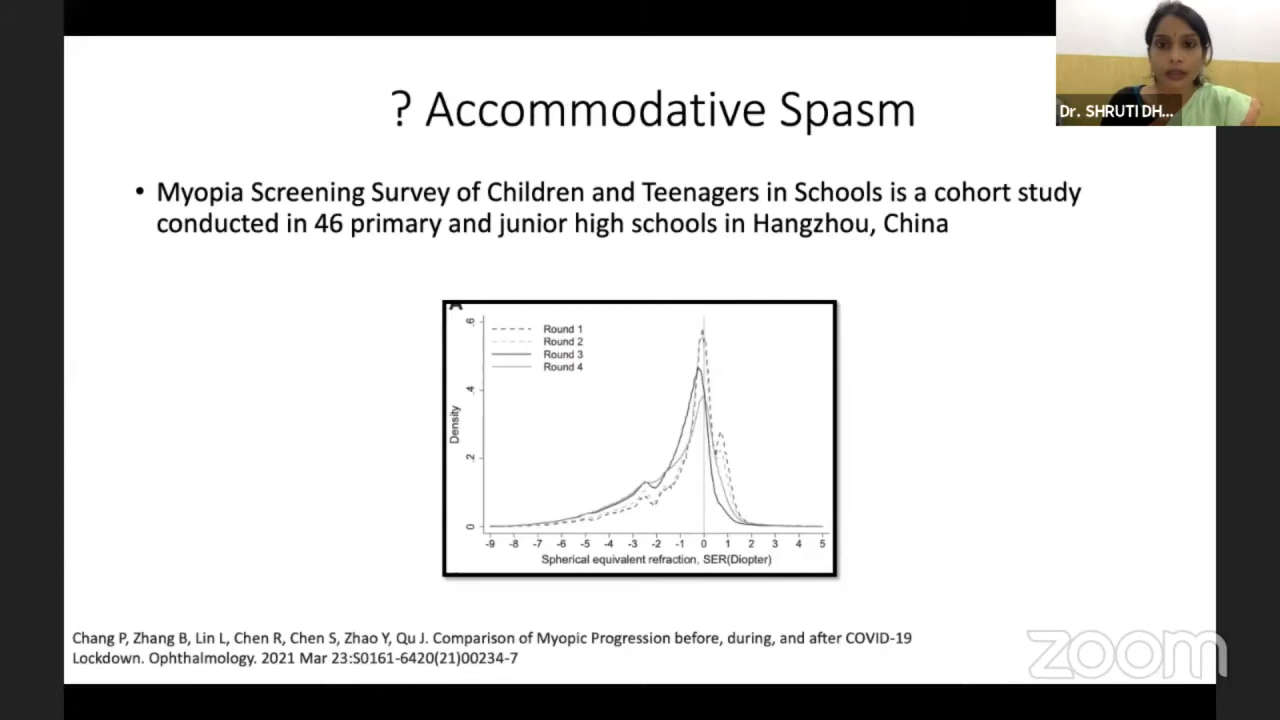 Dr. SHRUTI DH...
? Accommodative Spasm
• Myopia Screening Survey of Children and Teenagers in Schools is a cohort study
conducted in 46 primary and junior high schools in Hangzhou, China
A
Round 1
Round 2
Round 3
Round 4
Density
.6
.4
.2
0
-9 -8 -7 -6 -5 -4 -3 -2 -1 0 1 2 3 4 5
Spherical equivalent refraction, SER(Diopter)
Chang P, Zhang B, Lin L, Chen R, Chen S, Zhao Y, Qu J. Comparison of Myopic Progression before, during, and after COVID-19
Lockdown. Ophthalmology. 2021 Mar 23:S0161-6420(21)00234-7
zoom